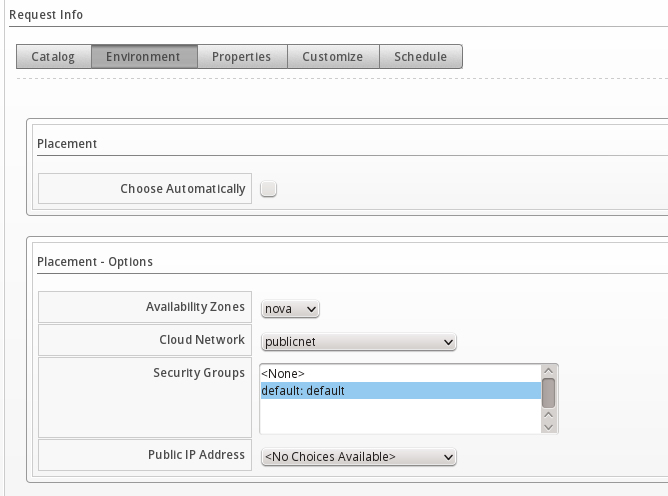 Request Info
Catalog Environment Properties Customize Schedule
Placement
Choose Automatically
Placement - Options
Availability Zones nova
Cloud Network publicnet
Security Groups <None>
default: default
Public IP Address <No Choices Available>